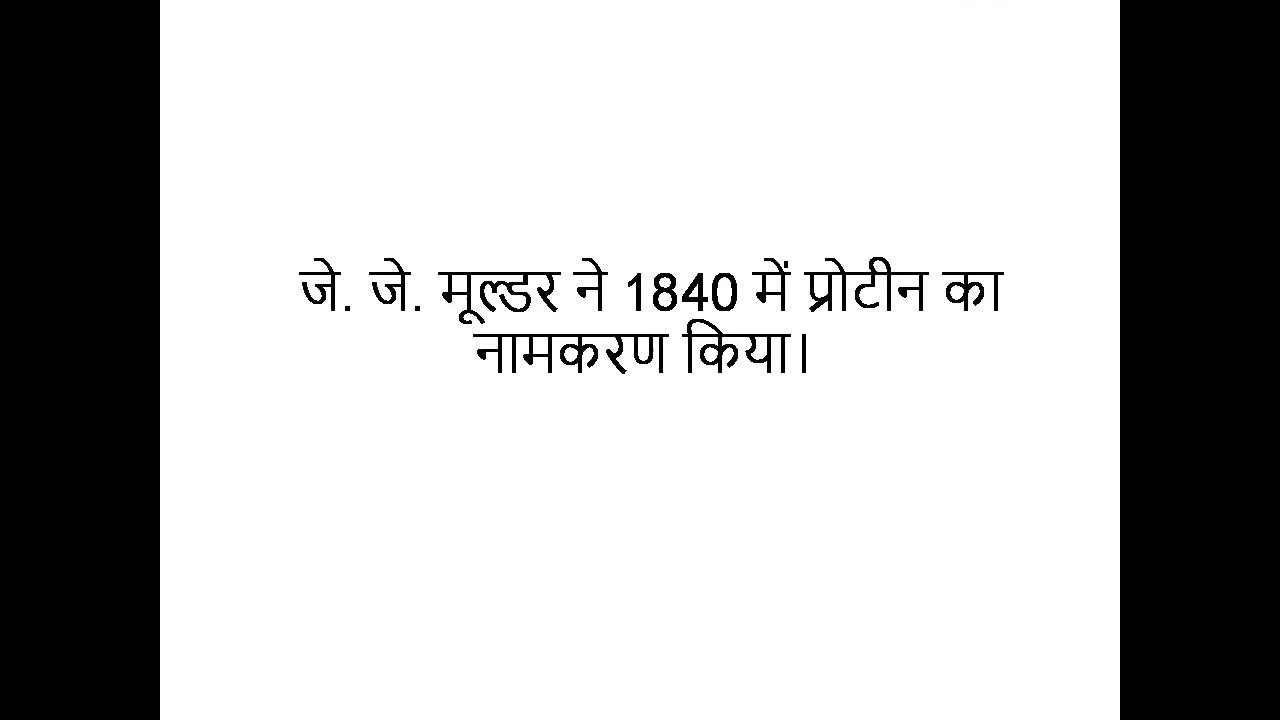 जे. जे. मूल्डर ने 1840 में प्रोटीन का
नामकरण किया।